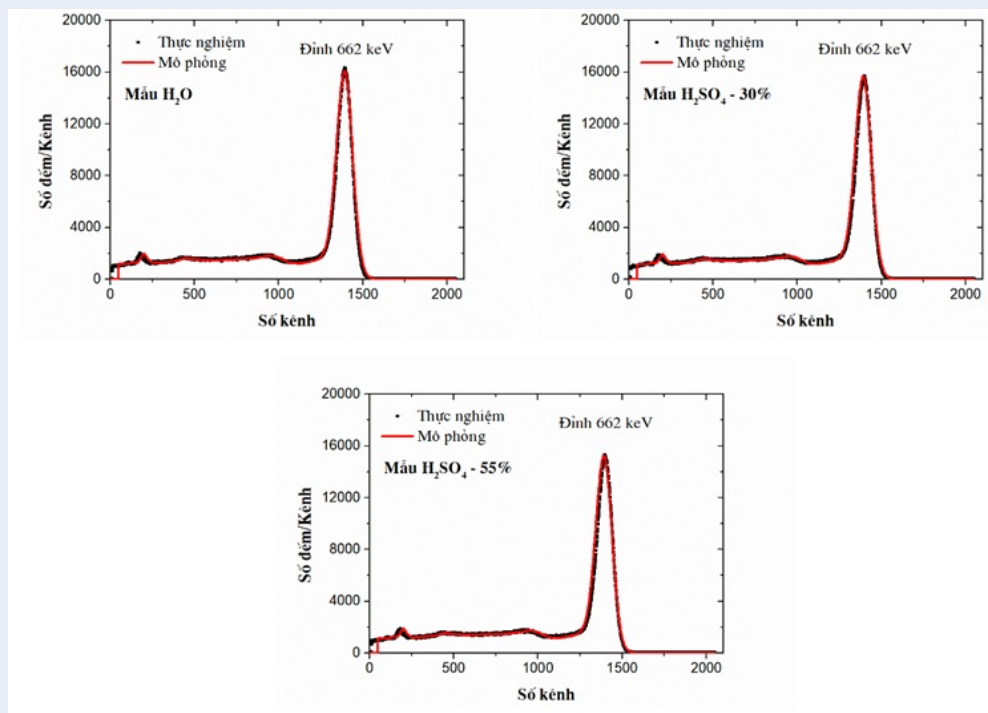 20000
16000
12000
8000
4000
0
Số đếm/Kênh
Thực nghiệm
Mô phỏng
Mẫu H₂O
Đỉnh 662 keV
0 500 1000 1500 2000
Số kênh
20000
16000
12000
8000
4000
0
Số đếm/Kênh
Thực nghiệm
Mô phỏng
Mẫu H₂SO₄ - 30%
Đỉnh 662 keV
0 500 1000 1500 2000
Số kênh
20000
16000
12000
8000
4000
0
Số đếm/Kênh
Thực nghiệm
Mô phỏng
Mẫu H₂SO₄ - 55%
Đỉnh 662 keV
0 500 1000 1500 2000
Số kênh